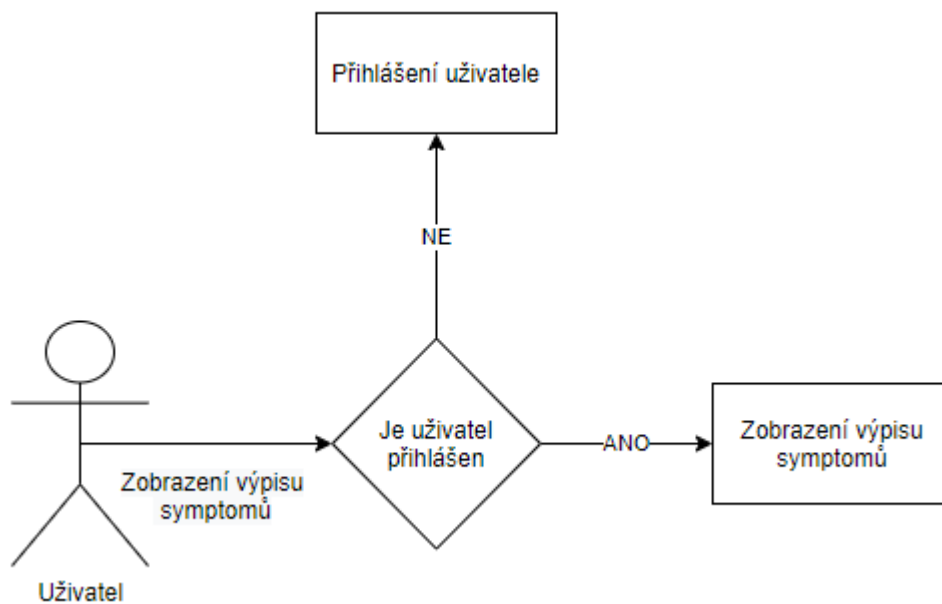 Přihlášení uživatele
NE
Je uživatel
přihlášen
ANO
Zobrazení výpisu
symptomů
Zobrazení výpisu
symptomů
Uživatel